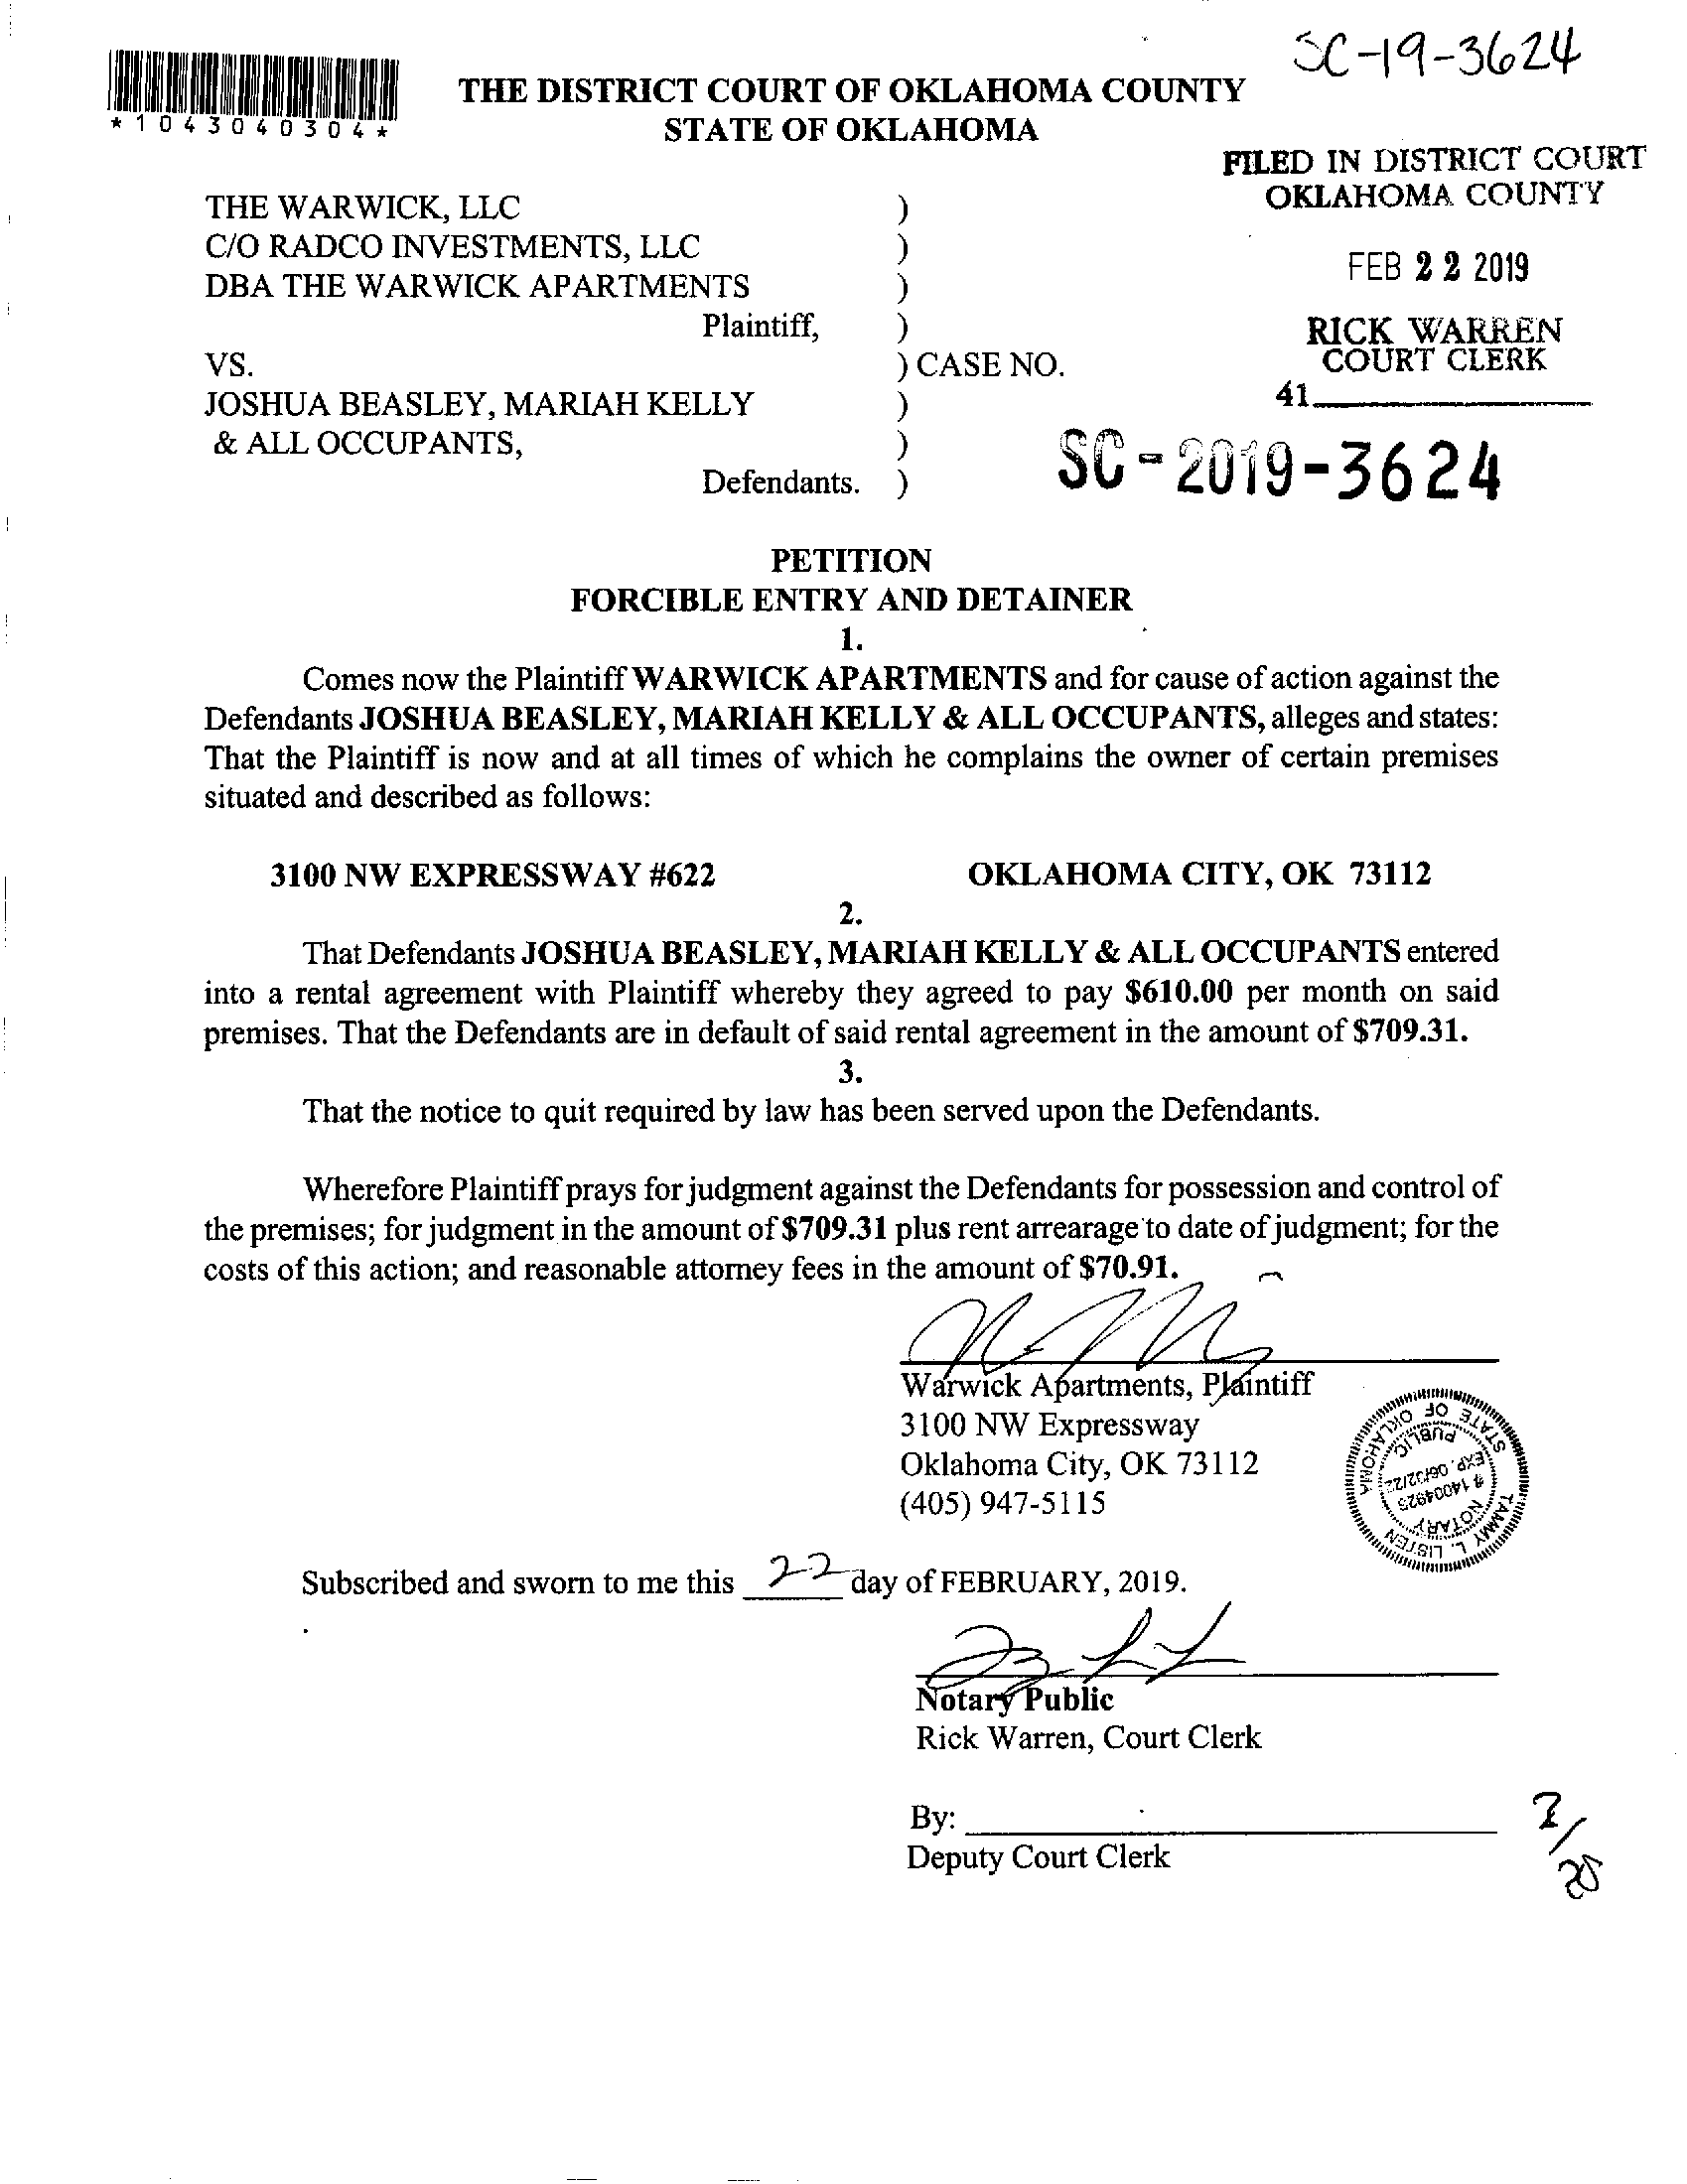 SC-19-3624
*1043040304*
THE DISTRICT COURT OF OKLAHOMA COUNTY
STATE OF OKLAHOMA
FILED IN DISTRICT COURT
OKLAHOMA COUNTY
FEB 22 2019
RICK WARREN
COURT CLERK
41
THE WARWICK, LLC )
C/O RADCO INVESTMENTS, LLC )
DBA THE WARWICK APARTMENTS )
Plaintiff, )
VS. ) CASE NO.
JOSHUA BEASLEY, MARIAH KELLY )
& ALL OCCUPANTS, )
Defendants. )
SC-2019-3624
PETITION
FORCIBLE ENTRY AND DETAINER
1.
Comes now the Plaintiff WARWICK APARTMENTS and for cause of action against the
Defendants JOSHUA BEASLEY, MARIAH KELLY & ALL OCCUPANTS, alleges and states:
That the Plaintiff is now and at all times of which he complains the owner of certain premises
situated and described as follows:
3100 NW EXPRESSWAY #622 OKLAHOMA CITY, OK 73112
2.
That Defendants JOSHUA BEASLEY, MARIAH KELLY & ALL OCCUPANTS entered
into a rental agreement with Plaintiff whereby they agreed to pay $610.00 per month on said
premises. That the Defendants are in default of said rental agreement in the amount of $709.31.
3.
That the notice to quit required by law has been served upon the Defendants.
Wherefore Plaintiff prays for judgment against the Defendants for possession and control of
the premises; for judgment in the amount of $709.31 plus rent arrearage to date of judgment; for the
costs of this action; and reasonable attorney fees in the amount of $70.91.
Warwick Apartments, Plaintiff
3100 NW Expressway
Oklahoma City, OK 73112
(405) 947-5115
TAMMY L. LISTEN
NOTARY
# 14004925
EXP.
PUBLIC
STATE OF OKLAHOMA
Subscribed and sworn to me this 22 day of FEBRUARY, 2019.
Notary Public
Rick Warren, Court Clerk
By:
Deputy Court Clerk